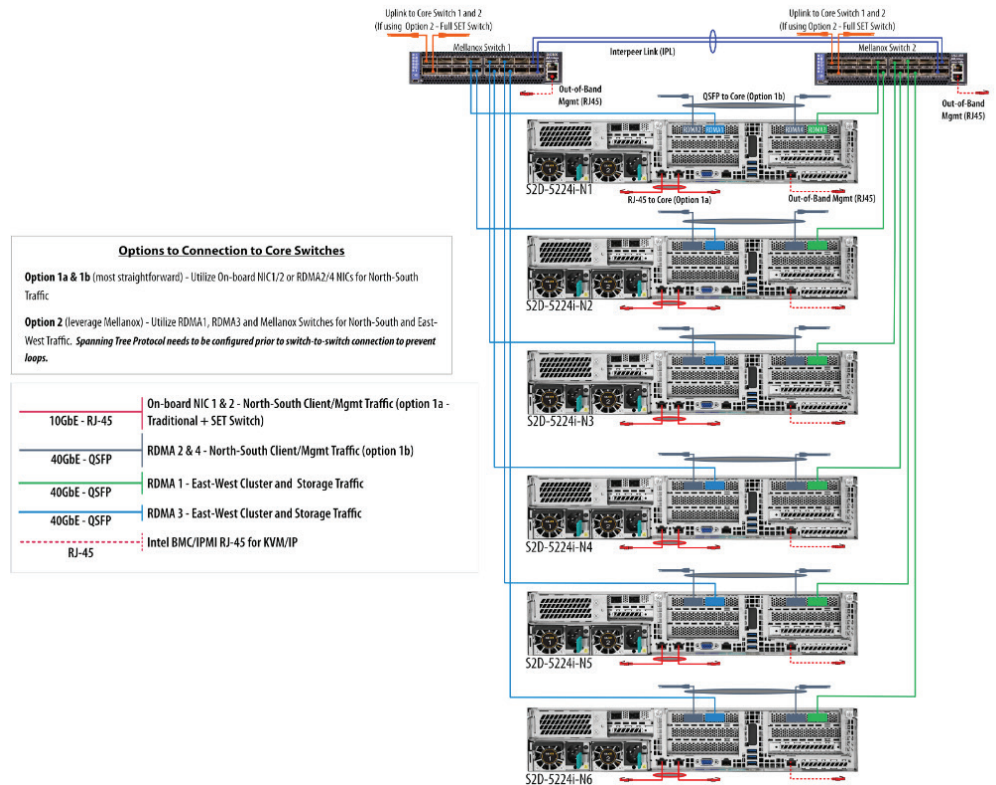 Uplink to Core Switch 1 and 2
(If using Option 2 - Full SET Switch)
Mellanox Switch 1
Interpeer Link (IPL)
Uplink to Core Switch 1 and 2
(If using Option 2 - Full SET Switch)
Mellanox Switch 2
Out-of-Band
Mgmt (RJ45)
QSFP to Core (Option 1b)
Out-of-Band
Mgmt (RJ45)
RDMA2 RDMA1
RDMA4 RDMA3
S2D-5224i-N1
RJ-45 to Core (Option 1a)
Out-of-Band Mgmt (RJ45)
S2D-5224i-N2
S2D-5224i-N3
S2D-5224i-N4
S2D-5224i-N5
S2D-5224i-N6
Options to Connection to Core Switches
Option 1a & 1b (most straightforward) - Utilize On-board NIC1/2 or RDMA2/4 NICs for North-South
Traffic
Option 2 (leverage Mellanox) - Utilize RDMA1, RDMA3 and Mellanox Switches for North-South and East-
West Traffic. Spanning Tree Protocol needs to be configured prior to switch-to-switch connection to prevent
loops.
10GbE - RJ-45
On-board NIC 1 & 2 - North-South Client/Mgmt Traffic (option 1a -
Traditional + SET Switch)
40GbE - QSFP
RDMA 2 & 4 - North-South Client/Mgmt Traffic (option 1b)
40GbE - QSFP
RDMA 1 - East-West Cluster and Storage Traffic
40GbE - QSFP
RDMA 3 - East-West Cluster and Storage Traffic
RJ-45
Intel BMC/IPMI RJ-45 for KVM/IP